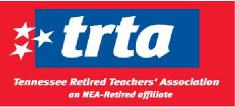 trta
Tennessee Retired Teachers' Association
an NEA-Retired affiliate